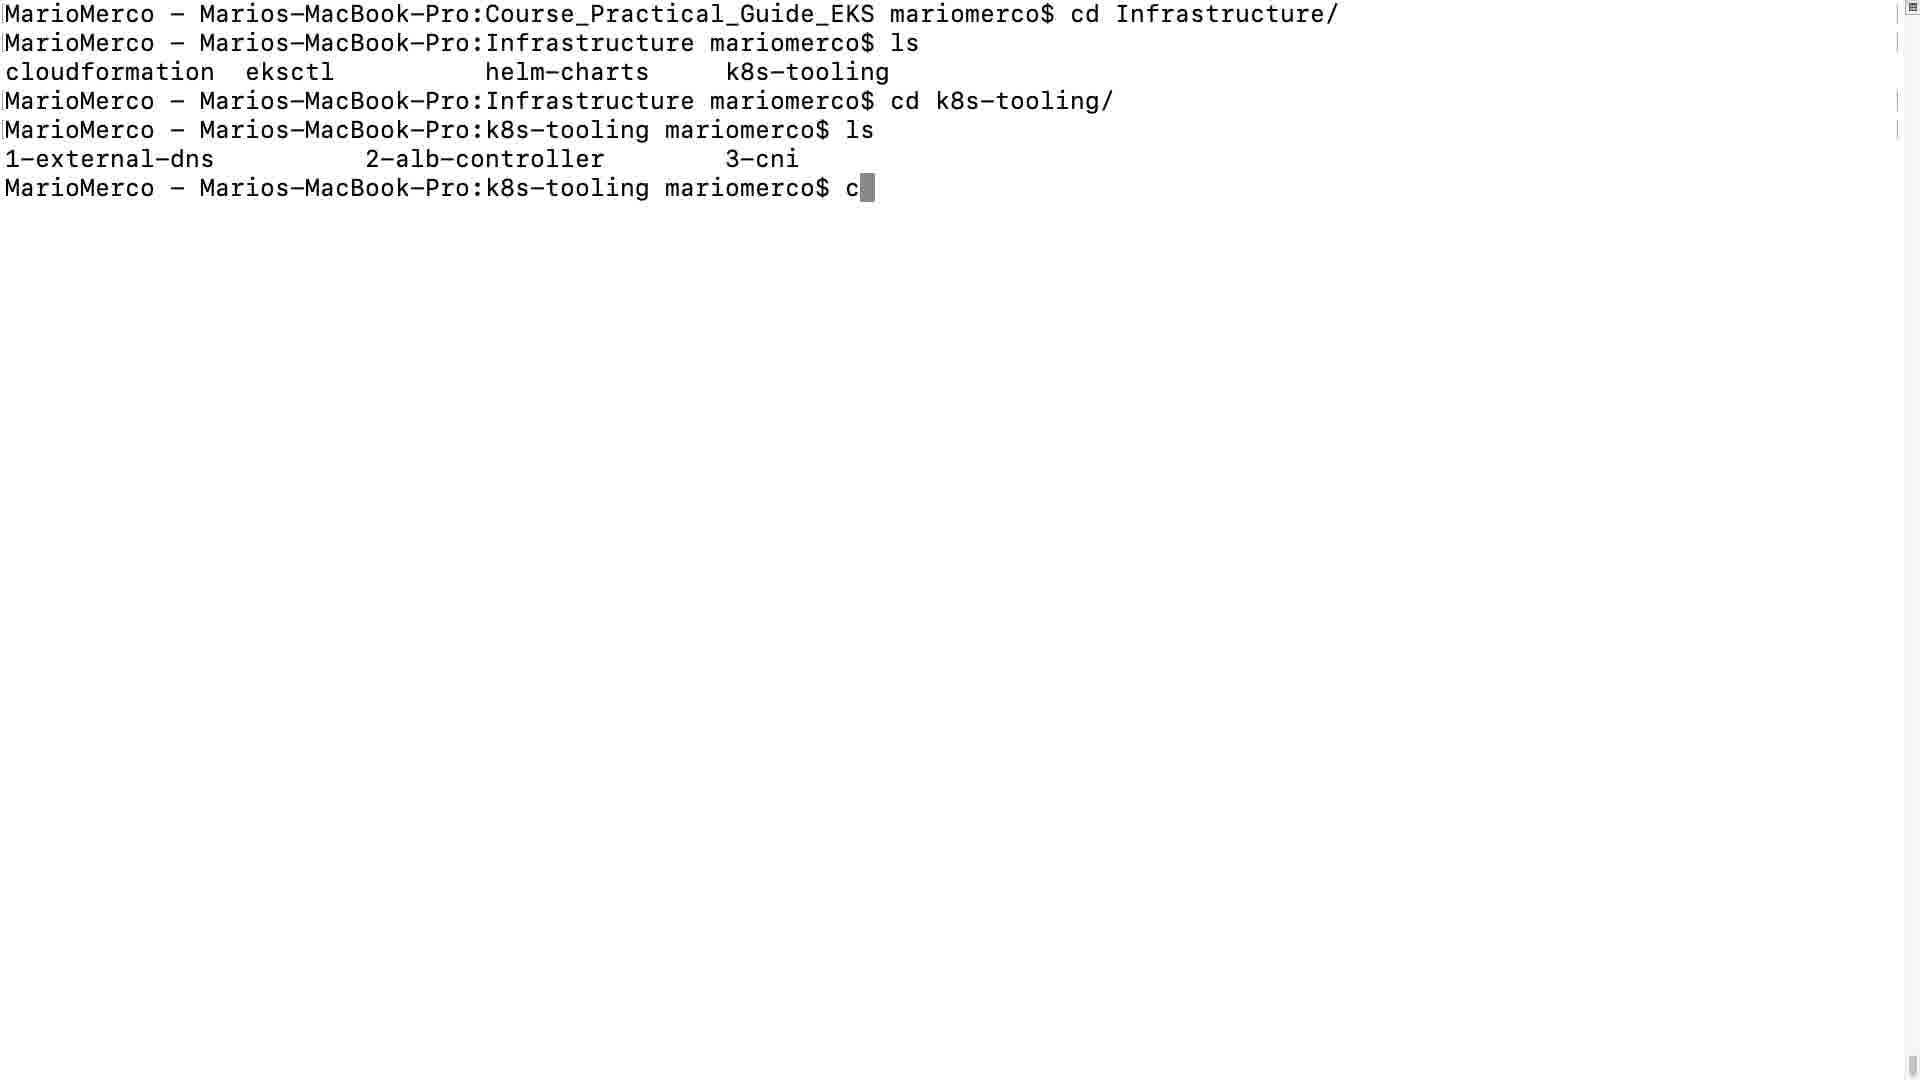 MarioMerco - Marios-MacBook-Pro:Course_Practical_Guide_EKS mariomerco$ cd Infrastructure/
MarioMerco - Marios-MacBook-Pro:Infrastructure mariomerco$ ls
cloudformation  eksctl          helm-charts     k8s-tooling
MarioMerco - Marios-MacBook-Pro:Infrastructure mariomerco$ cd k8s-tooling/
MarioMerco - Marios-MacBook-Pro:k8s-tooling mariomerco$ ls
1-external-dns          2-alb-controller        3-cni
MarioMerco - Marios-MacBook-Pro:k8s-tooling mariomerco$ c